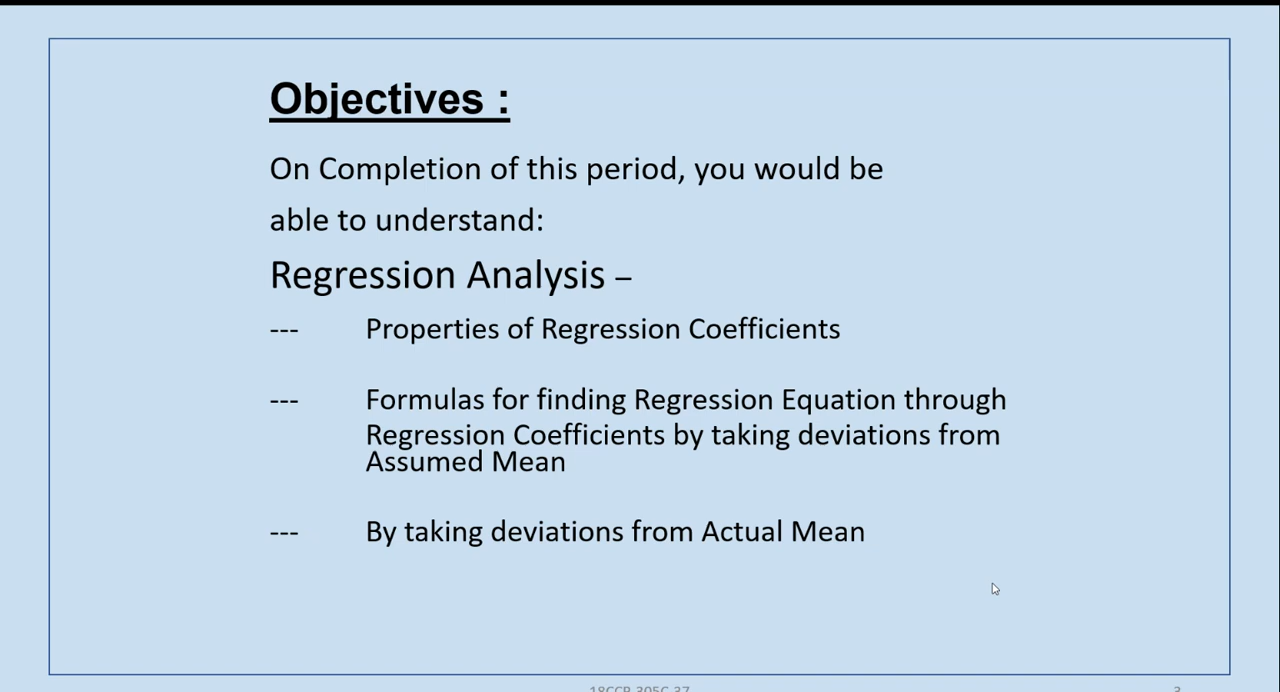 Objectives :
On Completion of this period, you would be
able to understand:
Regression Analysis –
--- Properties of Regression Coefficients
--- Formulas for finding Regression Equation through
Regression Coefficients by taking deviations from
Assumed Mean
--- By taking deviations from Actual Mean
3